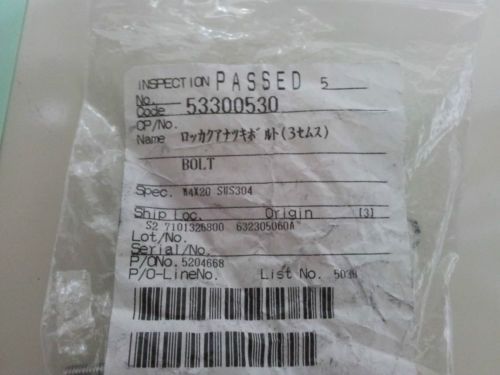 INSPECTION PASSED 5
No.
Code 53300530
CP/No.
Name ロッカクアナツキボルト(3セムス)
BOLT
Spec. M4X20 SUS304
Ship Loc. Origin [3]
S2 7101326800 632305060A
Lot/No.
Serial/No.
P/ONo. 5204668
P/O-LineNo. List No. 5038